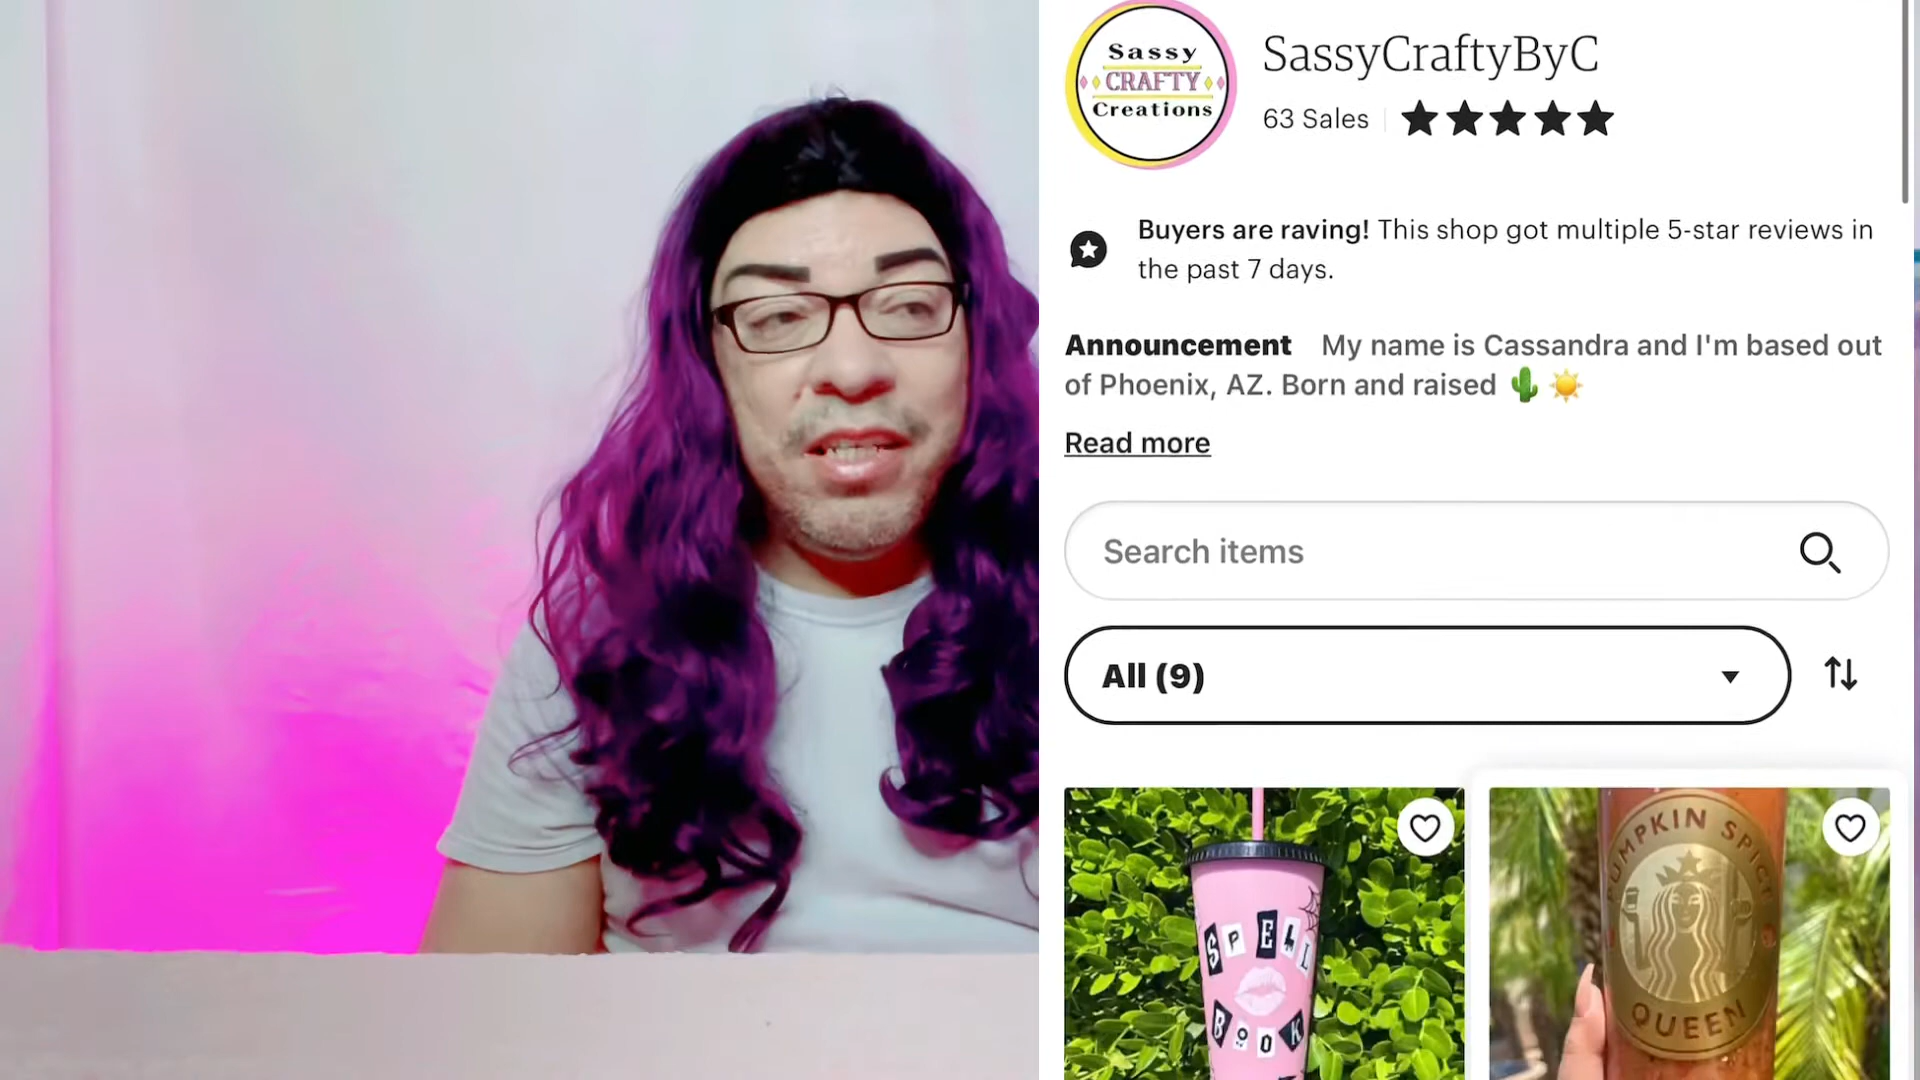 Sassy
CRAFTY
Creations
SassyCraftyByC
63 Sales
Buyers are raving! This shop got multiple 5-star reviews in
the past 7 days.
Announcement My name is Cassandra and I'm based out
of Phoenix, AZ. Born and raised 🌵 ☀️
Read more
Search items
All (9)
SPELL
BOOK
PUMPKIN SPICE
QUEEN